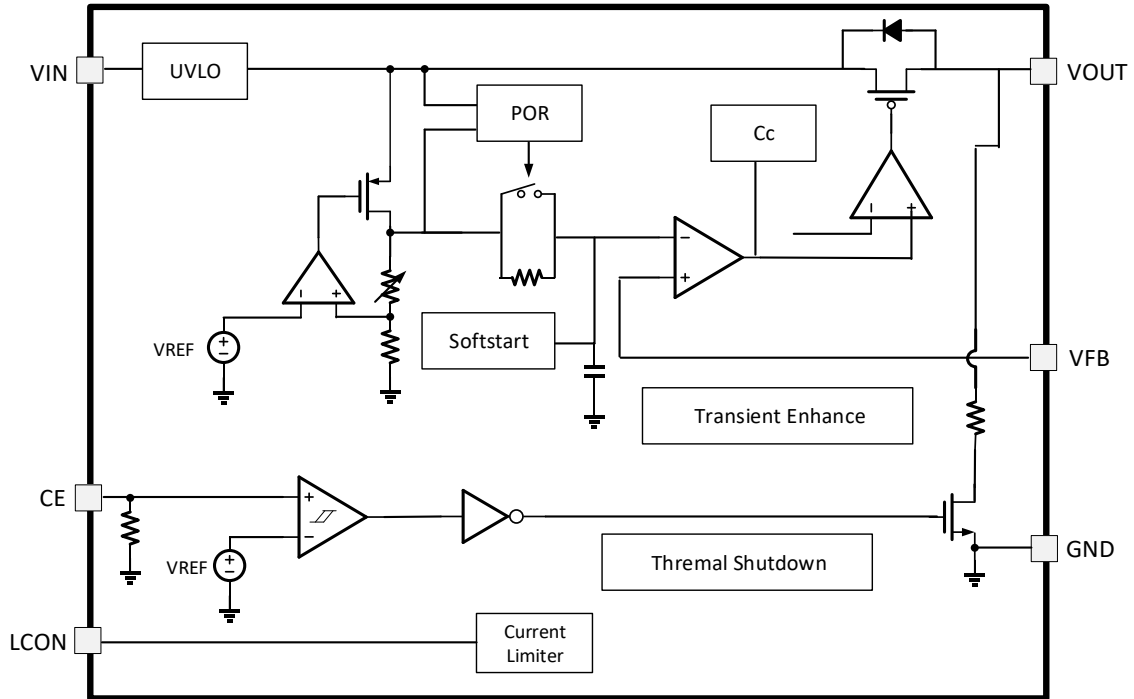 VIN
UVLO
VOUT
POR
Cc
VREF
Softstart
VFB
Transient Enhance
CE
VREF
Thremal Shutdown
GND
LCON
Current
Limiter